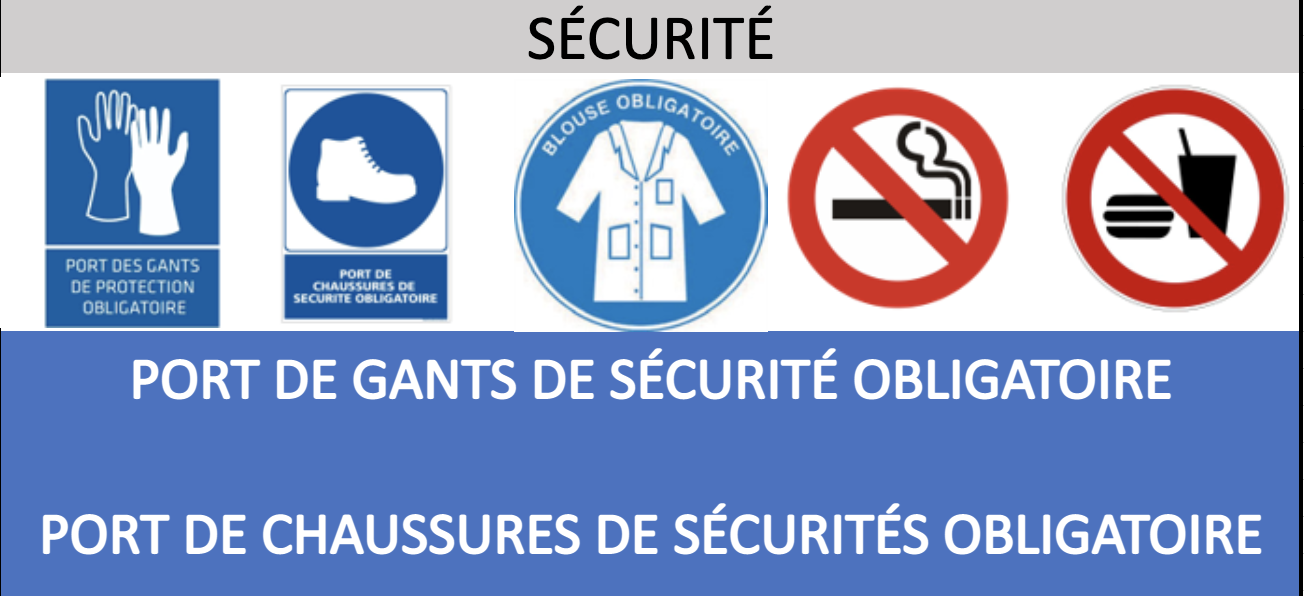 SÉCURITÉ
PORT DES GANTS
DE PROTECTION
OBLIGATOIRE
PORT DE
CHAUSSURES DE
SECURITE OBLIGATOIRE
BLOUSE OBLIGATOIRE
PORT DE GANTS DE SÉCURITÉ OBLIGATOIRE
PORT DE CHAUSSURES DE SÉCURITÉS OBLIGATOIRE